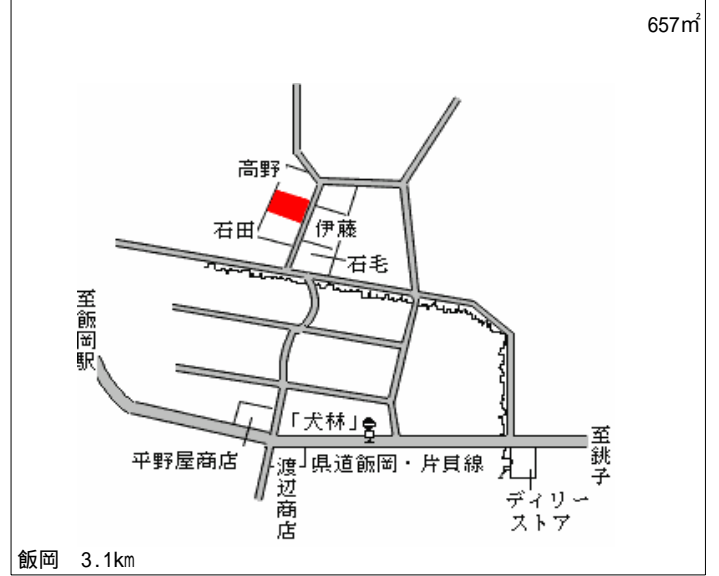 657㎡
高野
石田
伊藤
石毛
至飯岡駅
「犬林」
平野屋商店
渡辺商店
県道飯岡・片貝線
至銚子
ディリー
ストア
飯岡 3.1km